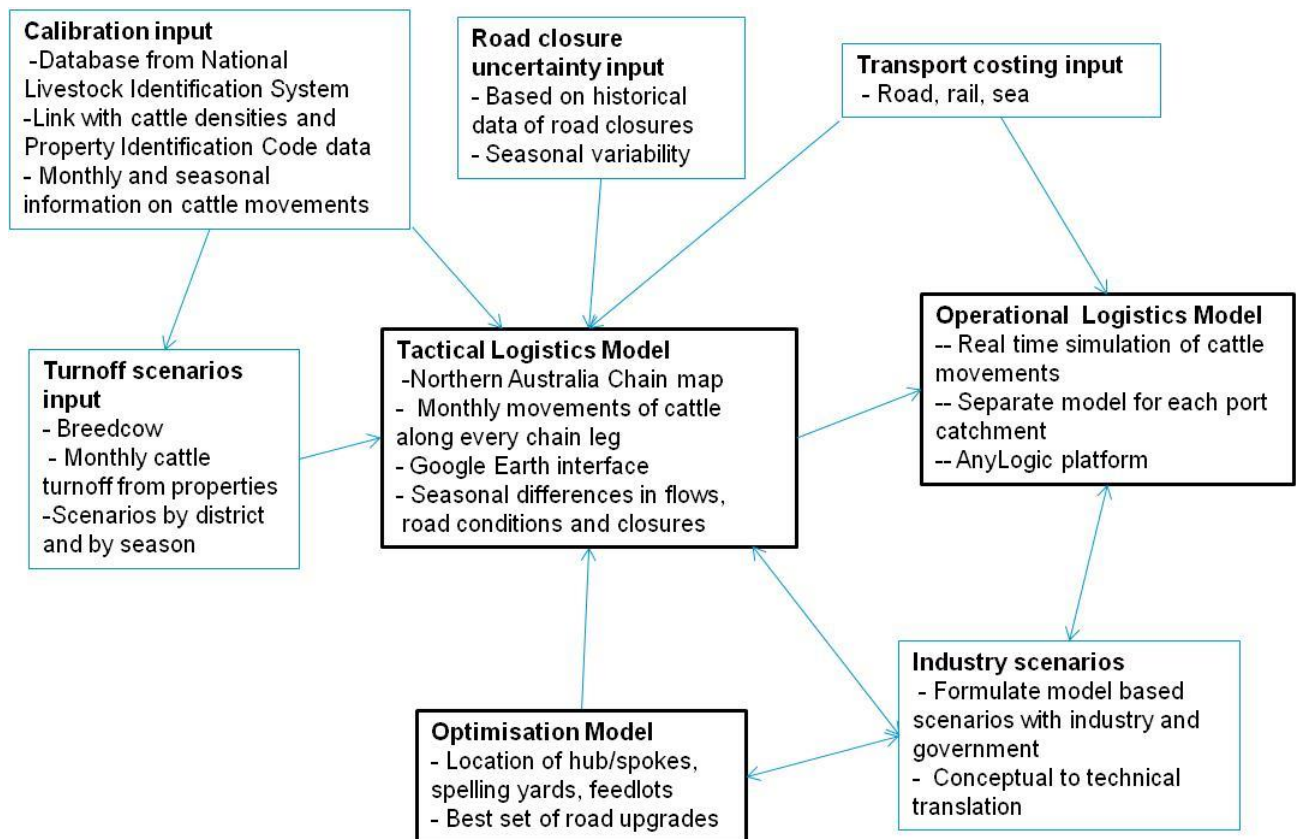 Calibration input
-Database from National
Livestock Identification System
-Link with cattle densities and
Property Identification Code data
- Monthly and seasonal
information on cattle movements
Road closure
uncertainty input
- Based on historical
data of road closures
- Seasonal variability
Transport costing input
- Road, rail, sea
Turnoff scenarios
input
- Breedcow
- Monthly cattle
turnoff from properties
-Scenarios by district
and by season
Tactical Logistics Model
-Northern Australia Chain map
- Monthly movements of cattle
along every chain leg
- Google Earth interface
- Seasonal differences in flows,
road conditions and closures
Operational Logistics Model
-- Real time simulation of cattle
movements
-- Separate model for each port
catchment
-- AnyLogic platform
Optimisation Model
- Location of hub/spokes,
spelling yards, feedlots
- Best set of road upgrades
Industry scenarios
- Formulate model based
scenarios with industry and
government
- Conceptual to technical
translation